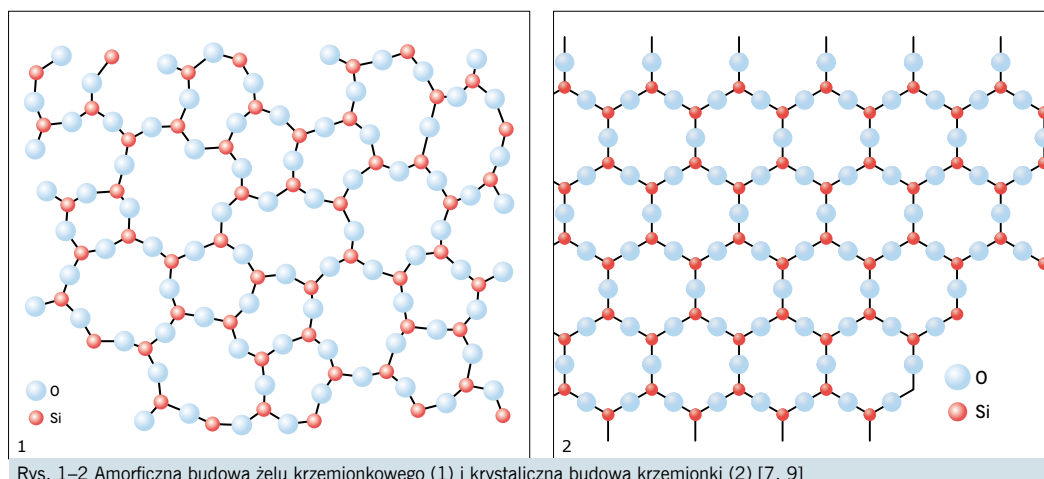 O
Si
1
O
Si
2
Rys. 1–2 Amorficzna budowa żelu krzemionkowego (1) i krystaliczna budowa krzemionki (2) [7, 9]